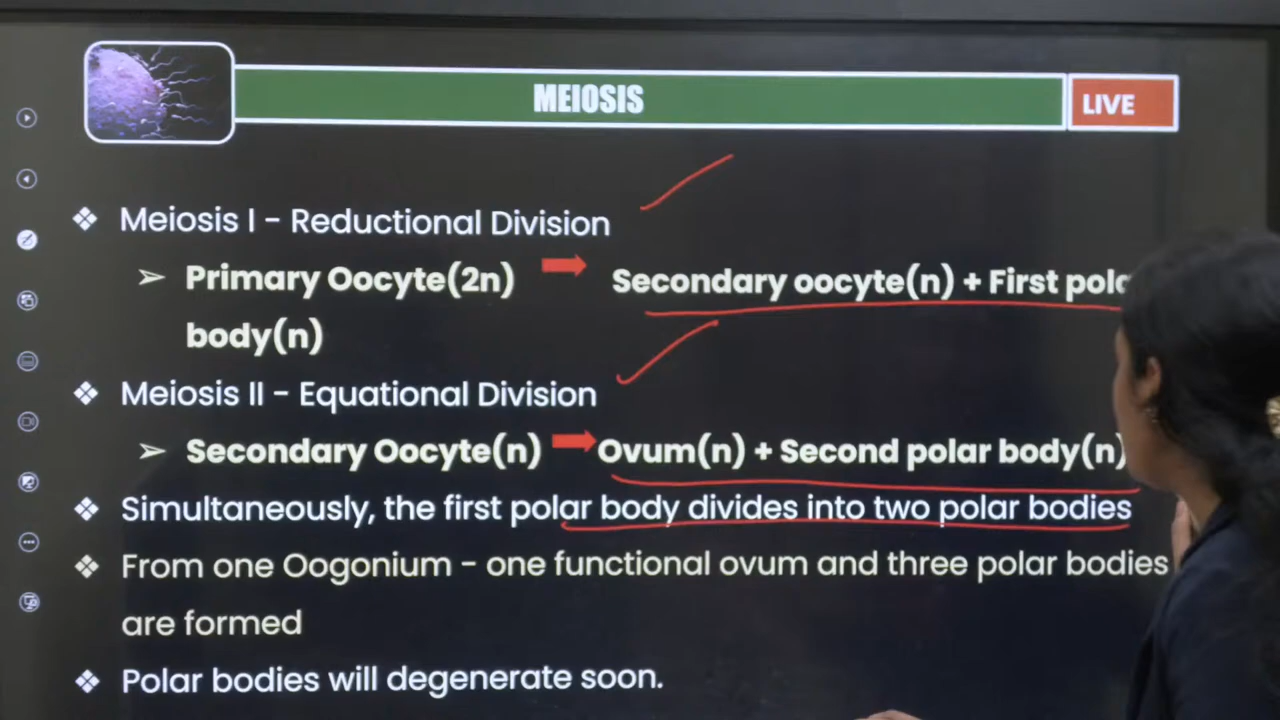 MEIOSIS
LIVE
Meiosis I - Reductional Division
Primary Oocyte(2n) Secondary oocyte(n) + First
body(n)
Meiosis II - Equational Division
Secondary Oocyte(n) Ovum(n) + Second polar body(n)
Simultaneously, the first polar body divides into two polar bodies
From one Oogonium - one functional ovum and three polar bodies
are formed
Polar bodies will degenerate soon.